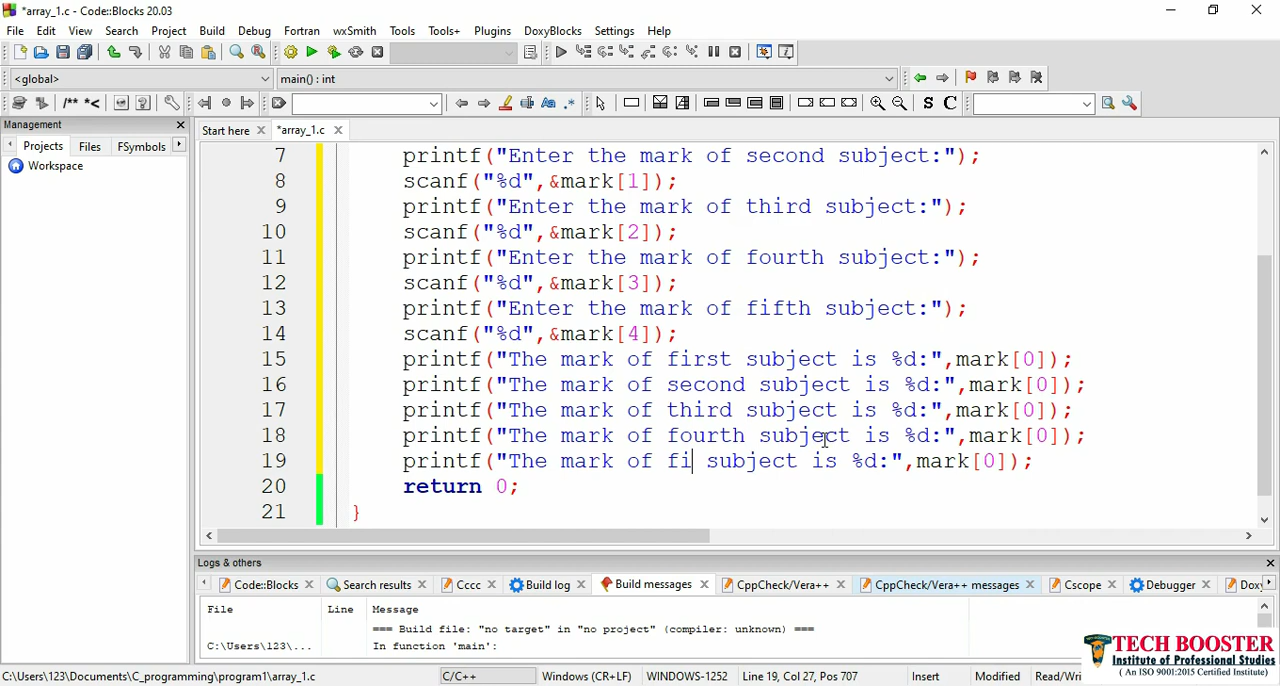 *array_1.c - Code::Blocks 20.03
File Edit View Search Project Build Debug Fortran wxSmith Tools Tools+ Plugins DoxyBlocks Settings Help
<global> main() : int
/** *< .* S C
Management
Projects Files FSymbols
Workspace
Start here *array_1.c
7 printf("Enter the mark of second subject:");
8 scanf("%d",&mark[1]);
9 printf("Enter the mark of third subject:");
10 scanf("%d",&mark[2]);
11 printf("Enter the mark of fourth subject:");
12 scanf("%d",&mark[3]);
13 printf("Enter the mark of fifth subject:");
14 scanf("%d",&mark[4]);
15 printf("The mark of first subject is %d:",mark[0]);
16 printf("The mark of second subject is %d:",mark[0]);
17 printf("The mark of third subject is %d:",mark[0]);
18 printf("The mark of fourth subject is %d:",mark[0]);
19 printf("The mark of fi subject is %d:",mark[0]);
20 return 0;
21 }
Logs & others
Code::Blocks Search results Cccc Build log Build messages CppCheck/Vera++ CppCheck/Vera++ messages Cscope Debugger Doxy
File Line Message
=== Build file: "no target" in "no project" (compiler: unknown) ===
C:\Users\123\... In function 'main':
TECH BOOSTER
Institute of Professional Studies
( An ISO 9001:2015 Certified Institute)
C:\Users\123\Documents\C_programming\program1\array_1.c C/C++ Windows (CR+LF) WINDOWS-1252 Line 19, Col 27, Pos 707 Insert Modified Read/Wri